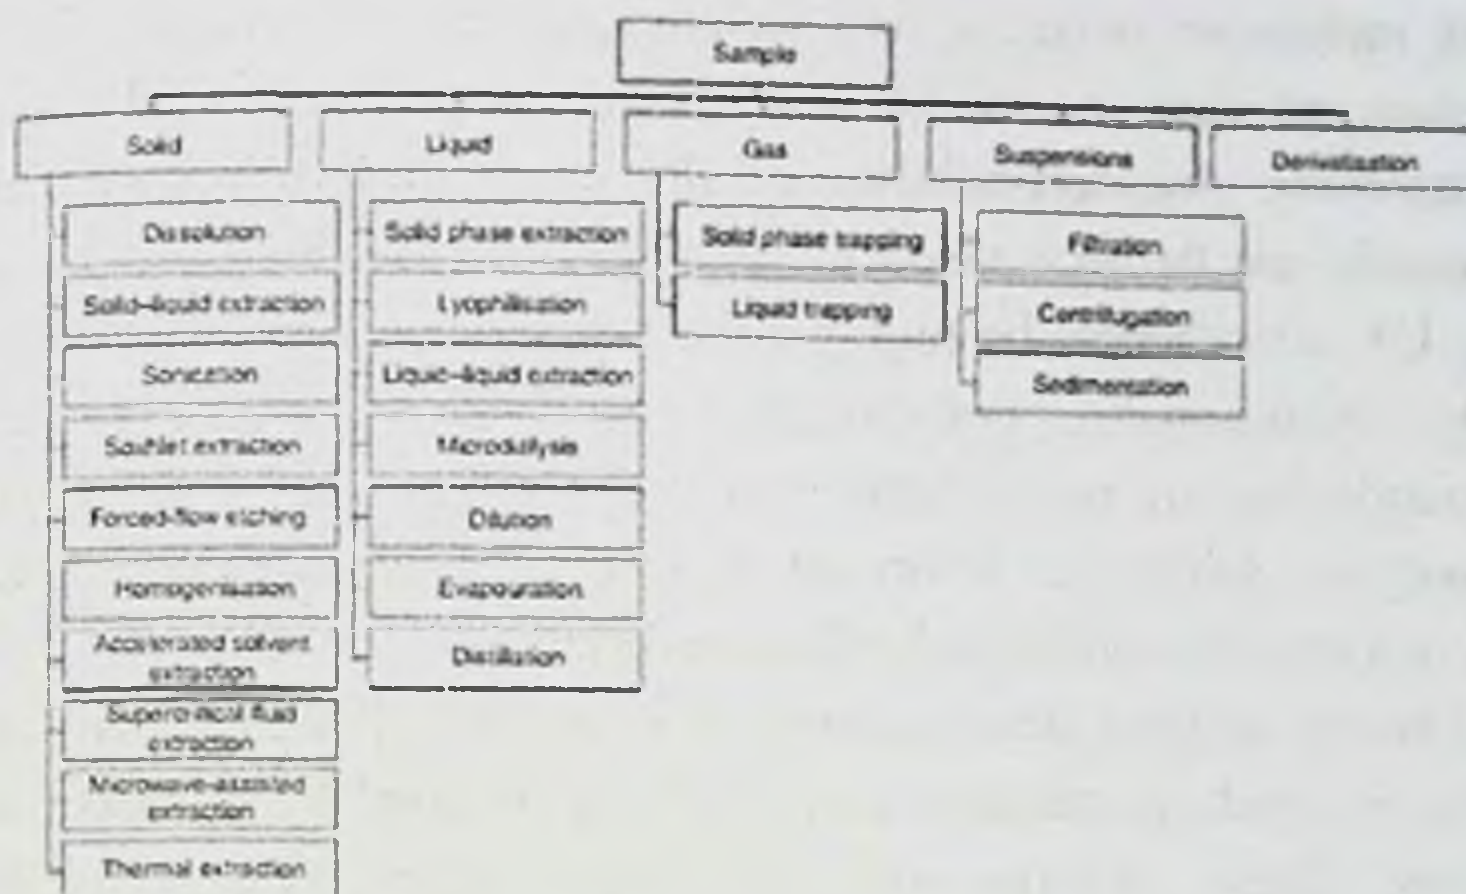 Sample
Solid
Liquid
Gas
Suspensions
Derivatisation
Dissolution
Solid-liquid extraction
Sonication
Soxhlet extraction
Forced-flow etching
Homogenisation
Accelerated solvent
extraction
Supercritical fluid
extraction
Microwave-assisted
extraction
Thermal extraction
Solid phase extraction
Lyophilisation
Liquid-liquid extraction
Microdialysis
Dilution
Evapouration
Distillation
Solid phase trapping
Liquid trapping
Filtration
Centrifugation
Sedimentation